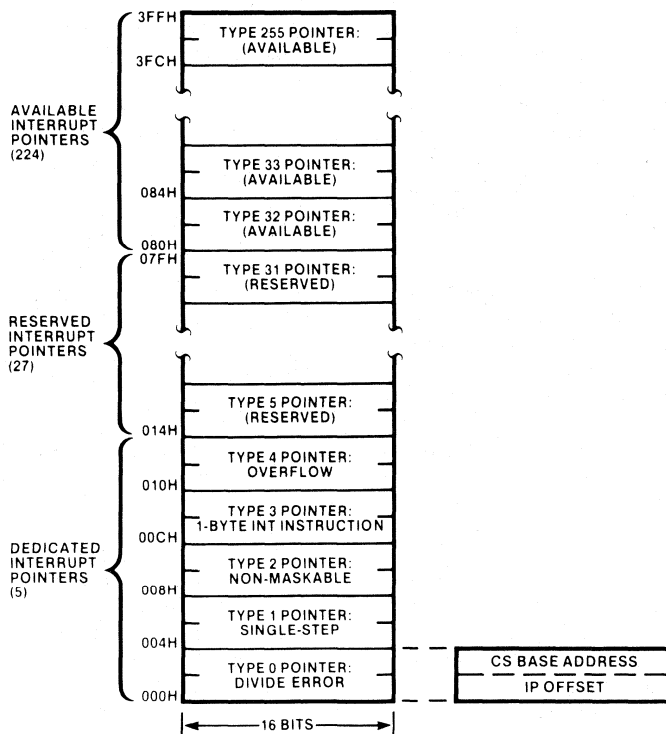 3FFH
TYPE 255 POINTER:
(AVAILABLE)
3FCH
AVAILABLE
INTERRUPT
POINTERS
(224)
TYPE 33 POINTER:
(AVAILABLE)
084H
TYPE 32 POINTER:
(AVAILABLE)
080H
07FH
TYPE 31 POINTER:
(RESERVED)
RESERVED
INTERRUPT
POINTERS
(27)
TYPE 5 POINTER:
(RESERVED)
014H
TYPE 4 POINTER:
OVERFLOW
010H
TYPE 3 POINTER:
1-BYTE INT INSTRUCTION
00CH
DEDICATED
INTERRUPT
POINTERS
(5)
TYPE 2 POINTER:
NON-MASKABLE
008H
TYPE 1 POINTER:
SINGLE-STEP
004H
TYPE 0 POINTER:
DIVIDE ERROR
000H
CS BASE ADDRESS
IP OFFSET
16 BITS